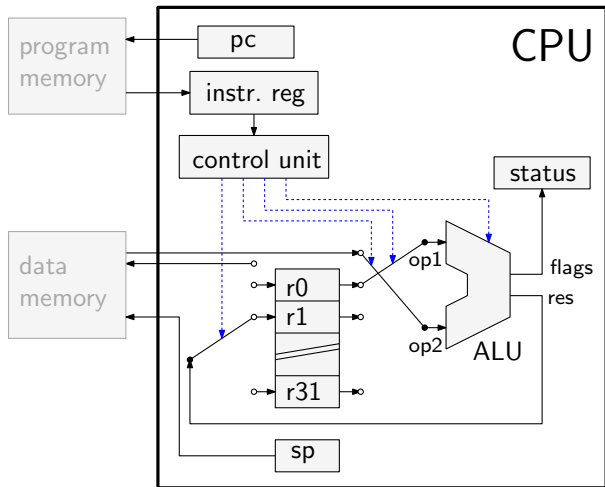 program
memory
pc
CPU
instr. reg
control unit
status
data
memory
op1
flags
r0
res
r1
op2
ALU
r31
sp